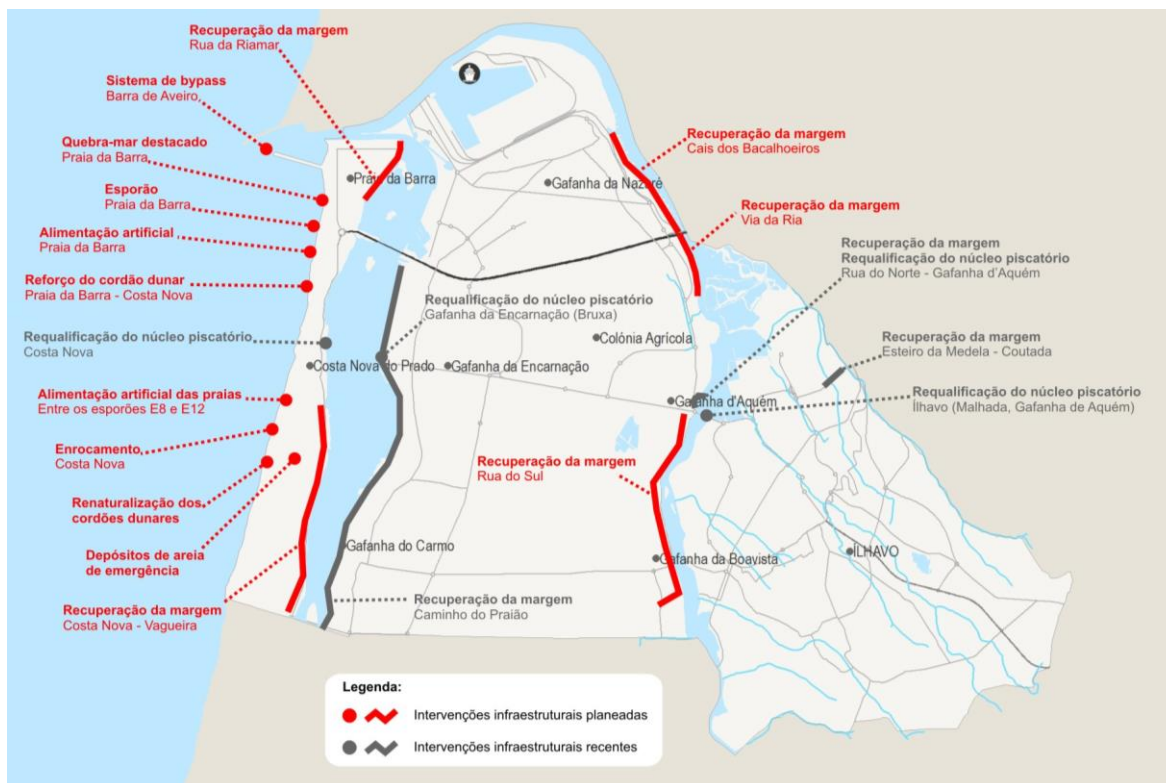 Recuperação da margem
Rua da Riamar
Sistema de bypass
Barra de Aveiro
Quebra-mar destacado
Praia da Barra
Esporão
Praia da Barra
Alimentação artificial
Praia da Barra
Reforço do cordão dunar
Praia da Barra - Costa Nova
Requalificação do núcleo piscatório
Costa Nova
Alimentação artificial das praias
Entre os esporões E8 e E12
Enrocamento
Costa Nova
Renaturalização dos
cordões dunares
Depósitos de areia
de emergência
Recuperação da margem
Costa Nova - Vagueira
Praia da Barra
Gafanha da Nazaré
Recuperação da margem
Cais dos Bacalhoeiros
Recuperação da margem
Via da Ria
Recuperação da margem
Requalificação do núcleo piscatório
Rua do Norte - Gafanha d'Aquém
Requalificação do núcleo piscatório
Gafanha da Encarnação (Bruxa)
Colónia Agrícola
Costa Nova do Prado
Gafanha da Encarnação
Recuperação da margem
Esteiro da Medela - Coutada
Gafanha d'Aquém
Requalificação do núcleo piscatório
Ílhavo (Malhada, Gafanha de Aquém)
Recuperação da margem
Rua do Sul
Gafanha do Carmo
Gafanha da Boavista
ÍLHAVO
Recuperação da margem
Caminho do Praião
Legenda:
Intervenções infraestruturais planeadas
Intervenções infraestruturais recentes